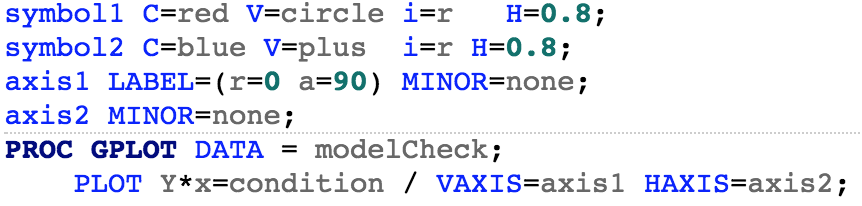 symbol1 C=red V=circle i=r   H=0.8;
symbol2 C=blue V=plus  i=r H=0.8;
axis1 LABEL=(r=0 a=90) MINOR=none;
axis2 MINOR=none;
PROC GPLOT DATA = modelCheck;
    PLOT Y*x=condition / VAXIS=axis1 HAXIS=axis2;